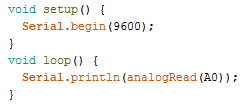 void setup() {
  Serial.begin(9600);
}
void loop() {
  Serial.println(analogRead(A0));
}